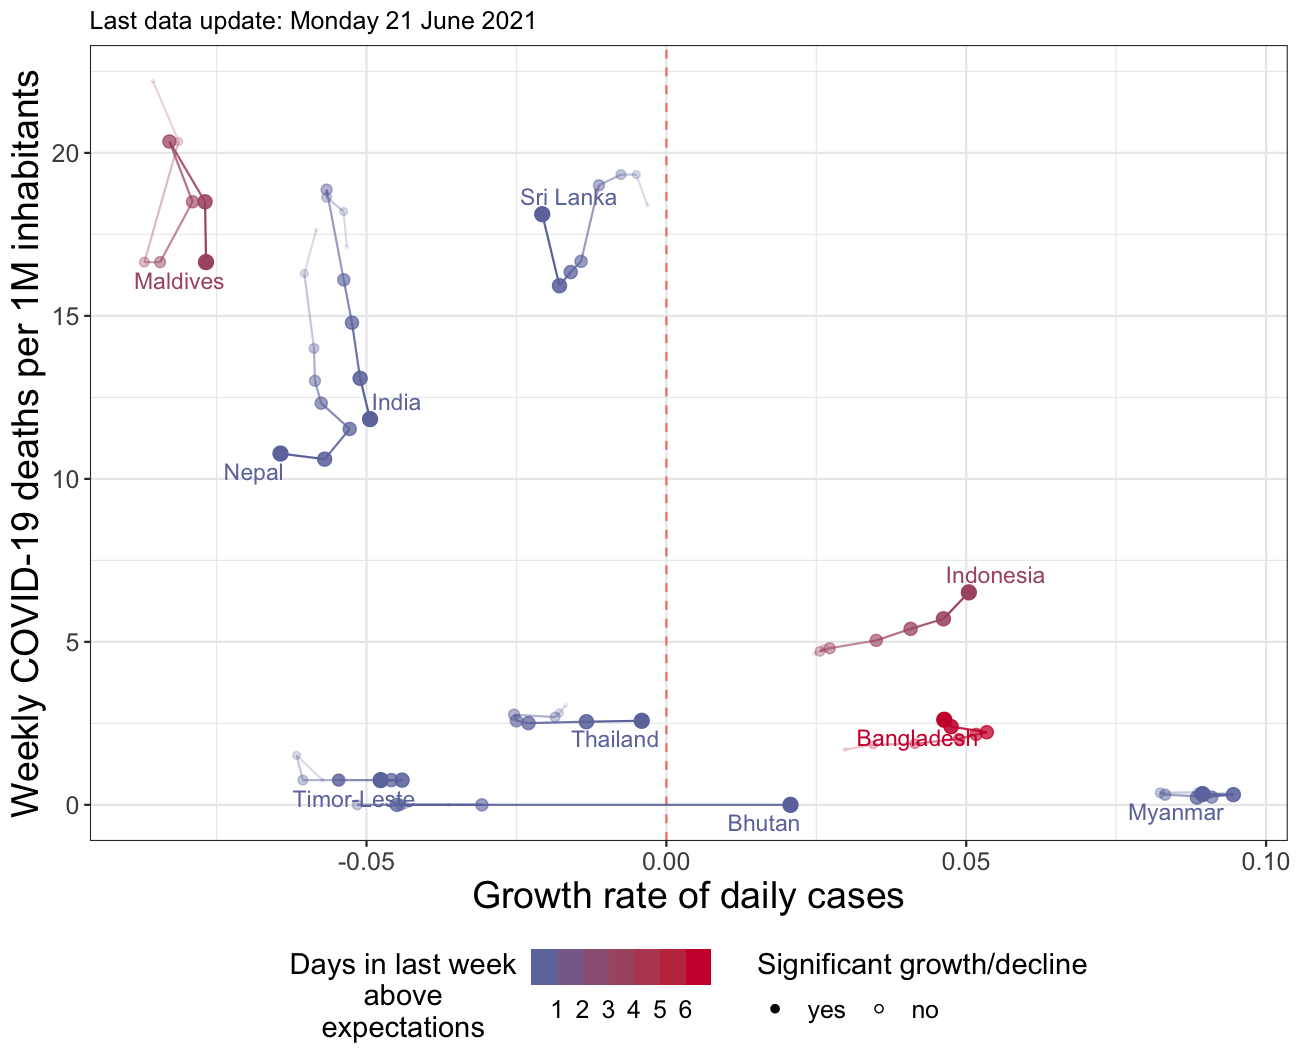 Last data update: Monday 21 June 2021
Weekly COVID-19 deaths per 1M inhabitants
20
15
10
5
0
Maldives
Sri Lanka
India
Nepal
Indonesia
Thailand
Bangladesh
Timor-Leste
Bhutan
Myanmar
-0.05
0.00
0.05
0.10
Growth rate of daily cases
Days in last week
above
expectations
1 2 3 4 5 6
Significant growth/decline
yes no